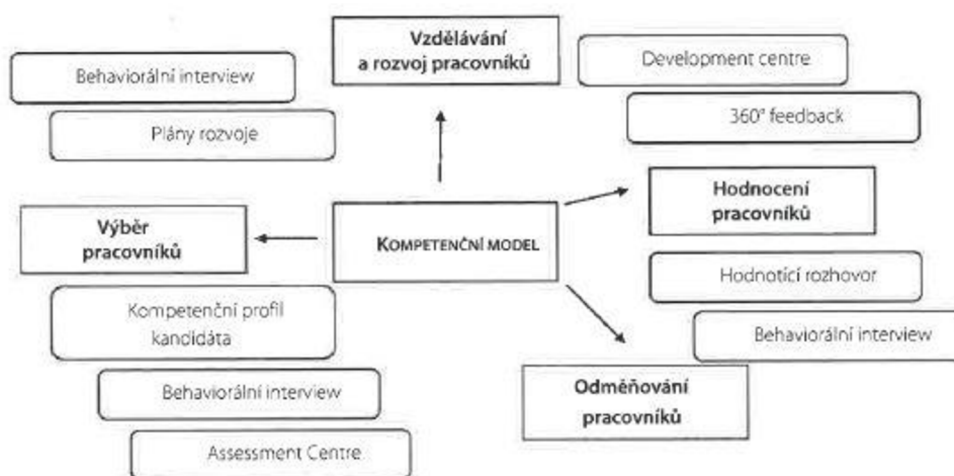 Vzdělávání
a rozvoj pracovníků
Behaviorální interview
Development centre
Plány rozvoje
360° feedback
Výběr
pracovníků
KOMPETENČNÍ MODEL
Hodnocení
pracovníků
Kompetenční profil
kandidáta
Hodnotící rozhovor
Behaviorální interview
Behaviorální interview
Odměňování
pracovníků
Assessment Centre